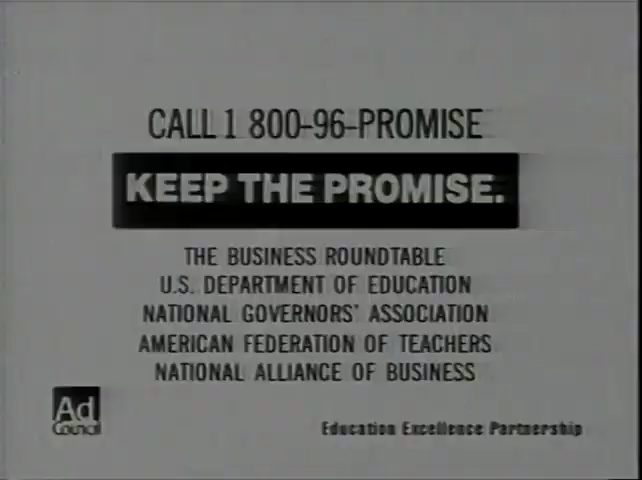 CALL 1 800-96-PROMISE
KEEP THE PROMISE.
THE BUSINESS ROUNDTABLE
U.S. DEPARTMENT OF EDUCATION
NATIONAL GOVERNORS' ASSOCIATION
AMERICAN FEDERATION OF TEACHERS
NATIONAL ALLIANCE OF BUSINESS
Ad
Council
Education Excellence Partnership